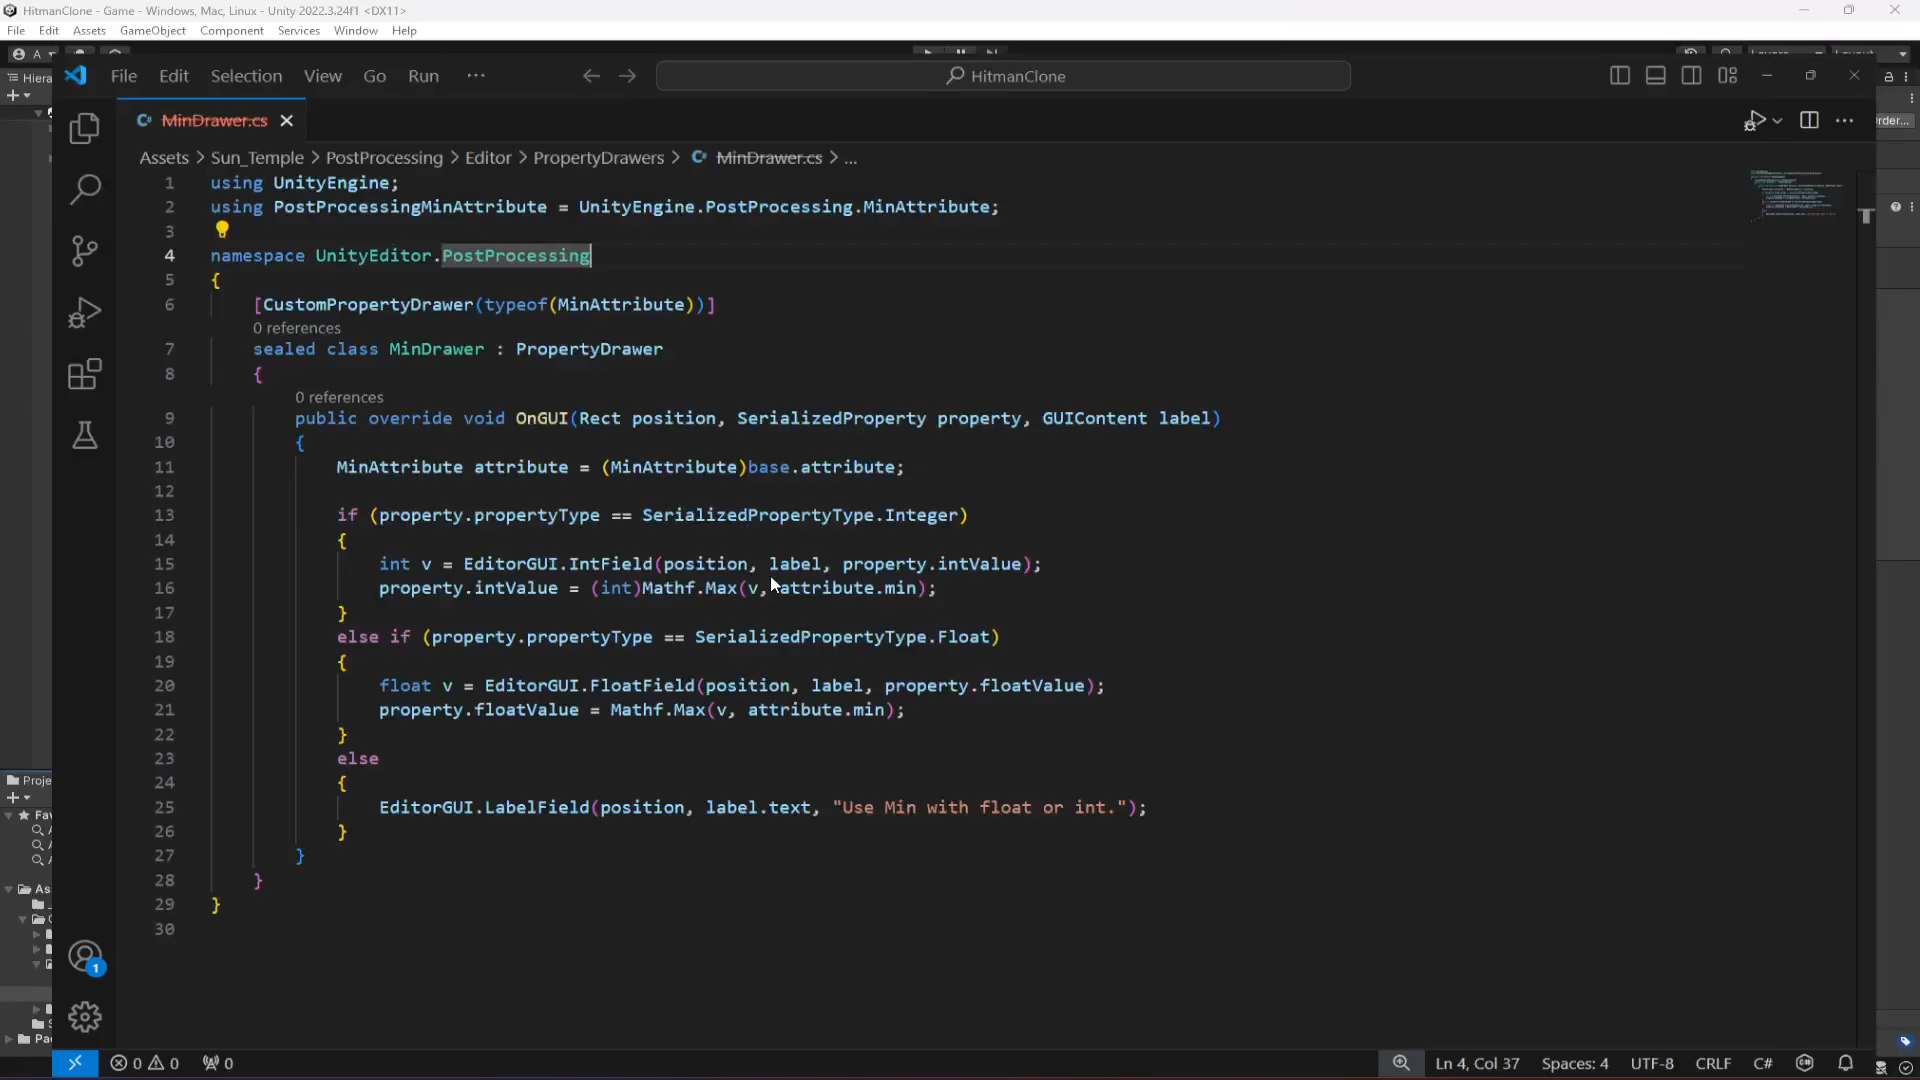 HitmanClone - Game - Windows, Mac, Linux - Unity 2022.3.24f1 <DX11>
File Edit Assets GameObject Component Services Window Help
File Edit Selection View Go Run ···
HitmanClone
Hiera
MinDrawer.cs
Assets > Sun_Temple > PostProcessing > Editor > PropertyDrawers > MinDrawer.cs > ...
1 using UnityEngine;
2 using PostProcessingMinAttribute = UnityEngine.PostProcessing.MinAttribute;
3
4 namespace UnityEditor.PostProcessing
5 {
6 [CustomPropertyDrawer(typeof(MinAttribute))]
0 references
7 sealed class MinDrawer : PropertyDrawer
8 {
0 references
9 public override void OnGUI(Rect position, SerializedProperty property, GUIContent label)
10 {
11 MinAttribute attribute = (MinAttribute)base.attribute;
12
13 if (property.propertyType == SerializedPropertyType.Integer)
14 {
15 int v = EditorGUI.IntField(position, label, property.intValue);
16 property.intValue = (int)Mathf.Max(v, attribute.min);
17 }
18 else if (property.propertyType == SerializedPropertyType.Float)
19 {
20 float v = EditorGUI.FloatField(position, label, property.floatValue);
21 property.floatValue = Mathf.Max(v, attribute.min);
22 }
23 else
24 {
25 EditorGUI.LabelField(position, label.text, "Use Min with float or int.");
26 }
27 }
28 }
29 }
30
rder...
Proje
Fav
Ass
Pac
1
0 0 0
Ln 4, Col 37 Spaces: 4 UTF-8 CRLF C#